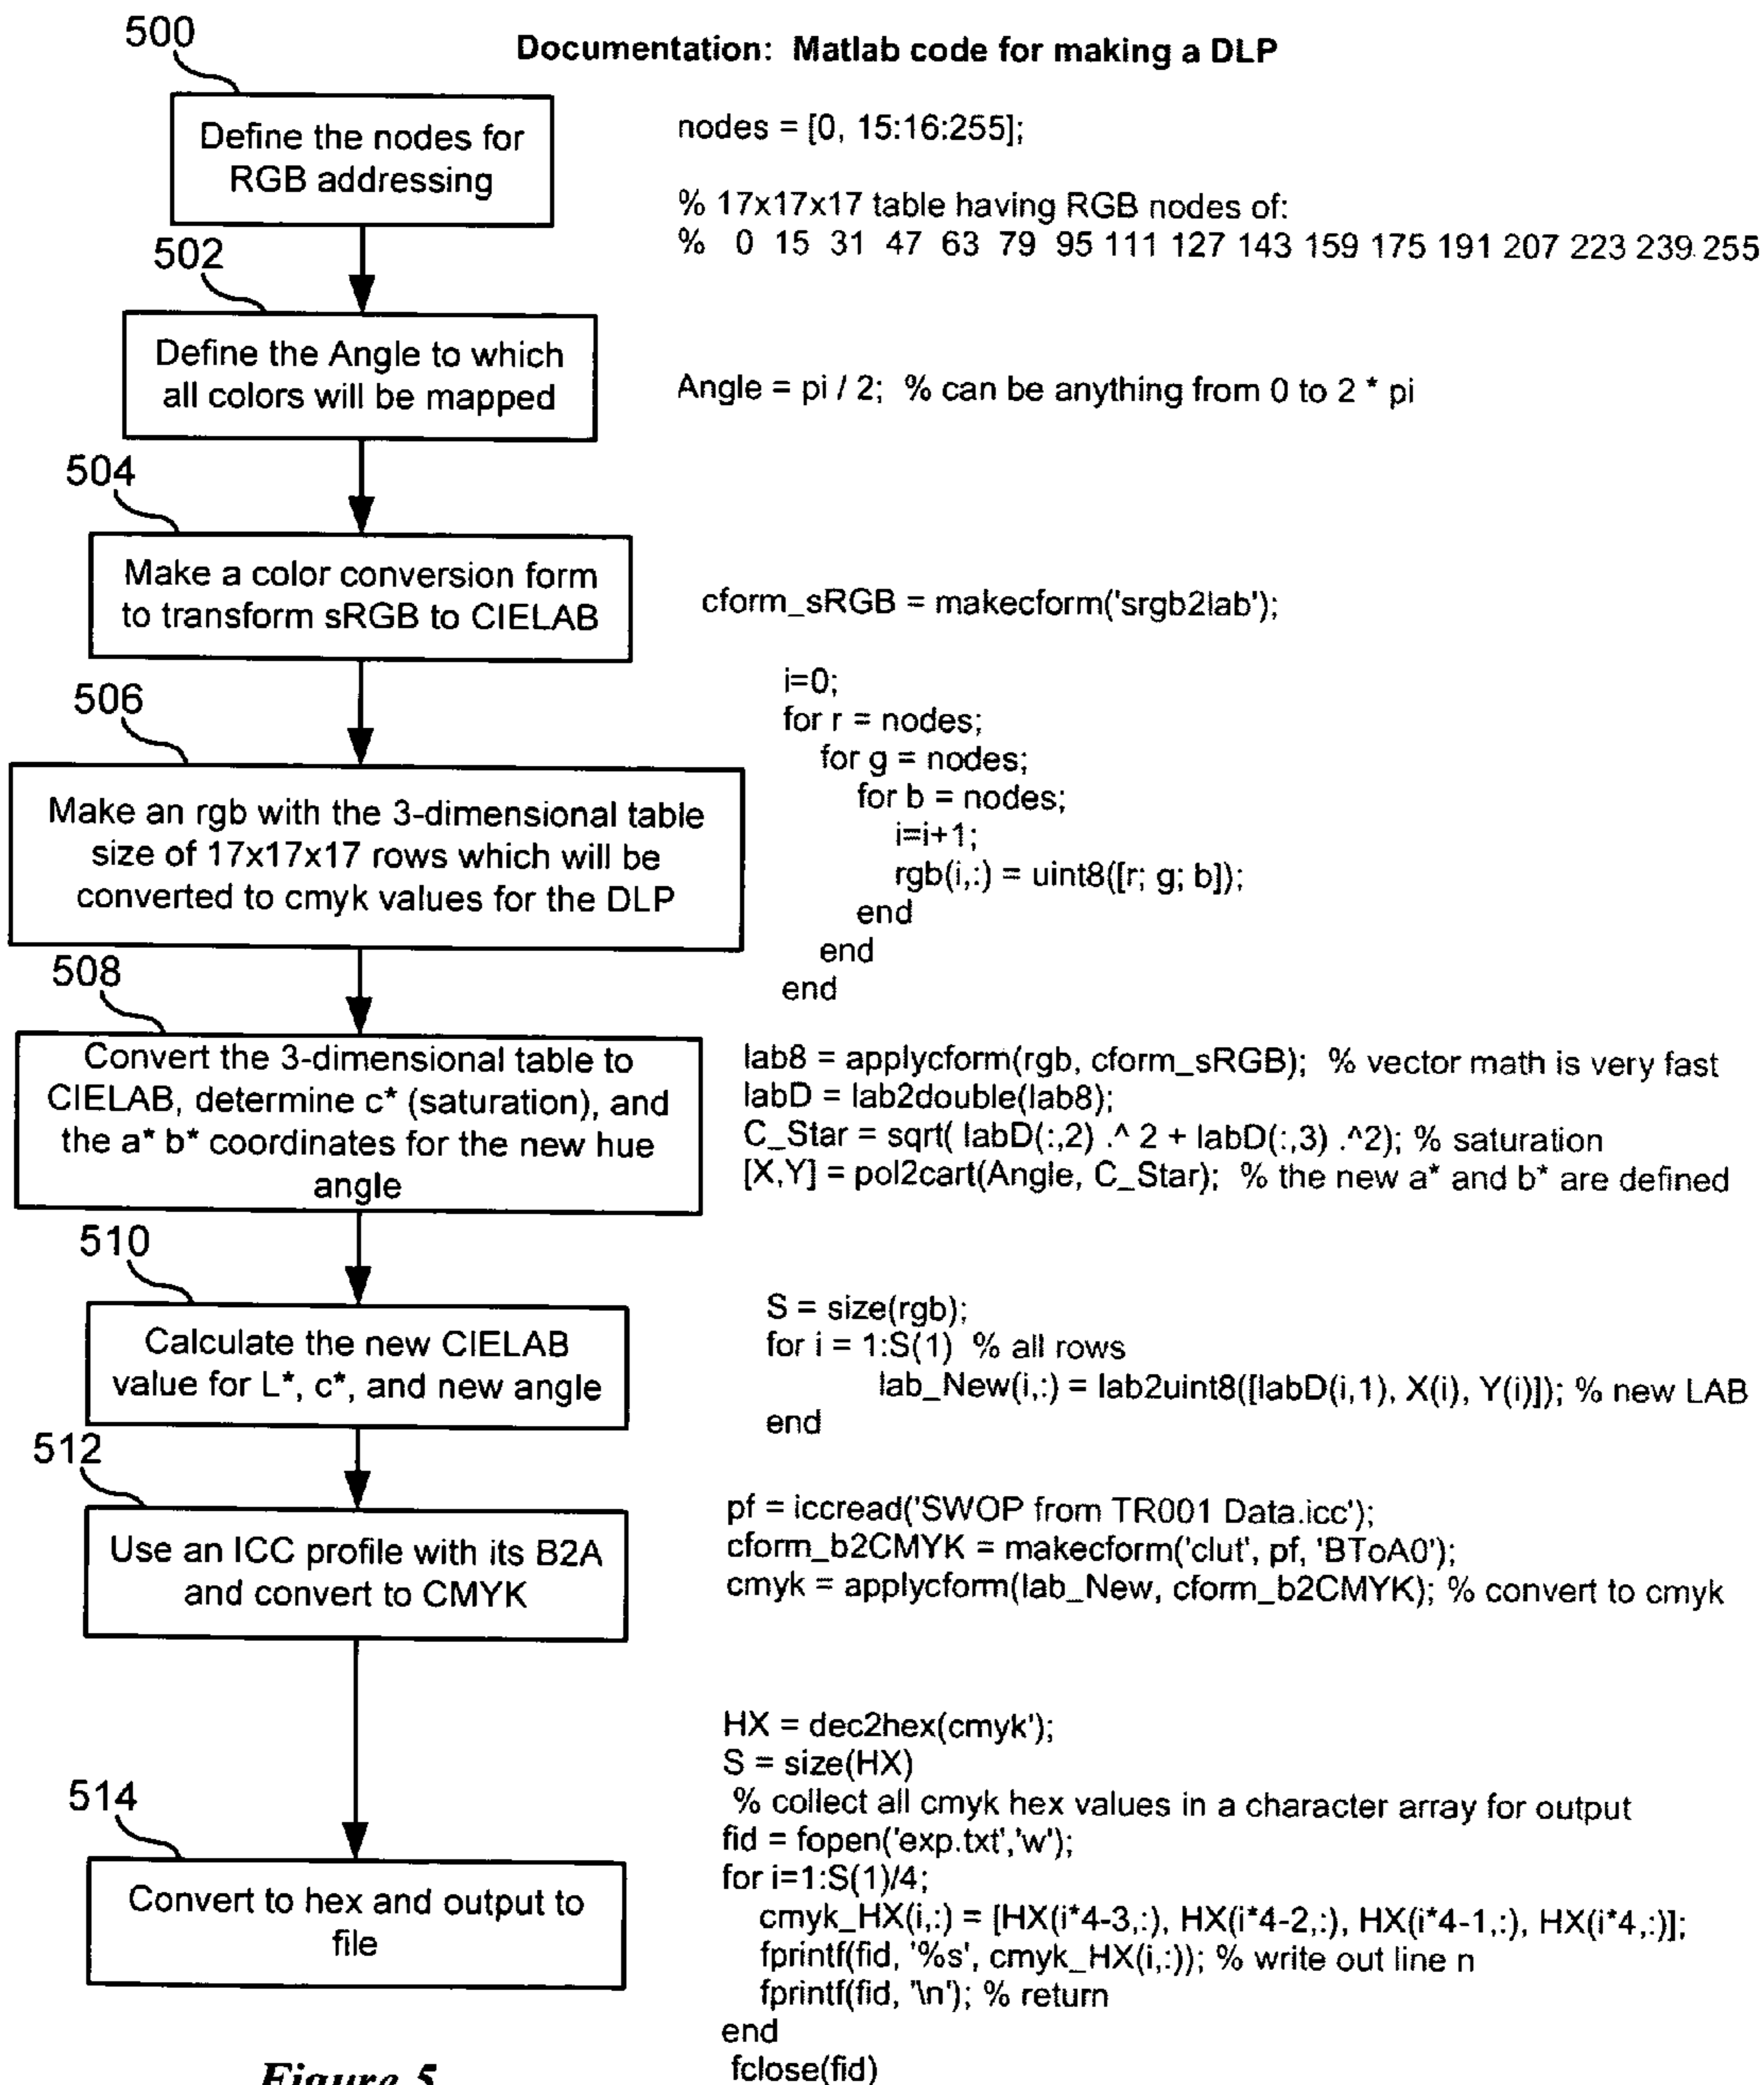 Documentation: Matlab code for making a DLP
500
Define the nodes for
RGB addressing
nodes = [0, 15:16:255];
% 17x17x17 table having RGB nodes of:
% 0 15 31 47 63 79 95 111 127 143 159 175 191 207 223 239 255
502
Define the Angle to which
all colors will be mapped
Angle = pi / 2; % can be anything from 0 to 2 * pi
504
Make a color conversion form
to transform sRGB to CIELAB
cform_sRGB = makecform('srgb2lab');
506
Make an rgb with the 3-dimensional table
size of 17x17x17 rows which will be
converted to cmyk values for the DLP
i=0;
for r = nodes;
for g = nodes;
for b = nodes;
i=i+1;
rgb(i,:) = uint8([r; g; b]);
end
end
end
508
Convert the 3-dimensional table to
CIELAB, determine c* (saturation), and
the a* b* coordinates for the new hue
angle
lab8 = applycform(rgb, cform_sRGB); % vector math is very fast
labD = lab2double(lab8);
C_Star = sqrt( labD(:,2) .^ 2 + labD(:,3) .^2); % saturation
[X,Y] = pol2cart(Angle, C_Star); % the new a* and b* are defined
510
Calculate the new CIELAB
value for L*, c*, and new angle
S = size(rgb);
for i = 1:S(1) % all rows
lab_New(i,:) = lab2uint8([labD(i,1), X(i), Y(i)]); % new LAB
end
512
Use an ICC profile with its B2A
and convert to CMYK
pf = iccread('SWOP from TR001 Data.icc');
cform_b2CMYK = makecform('clut', pf, 'BToA0');
cmyk = applycform(lab_New, cform_b2CMYK); % convert to cmyk
514
Convert to hex and output to
file
HX = dec2hex(cmyk');
S = size(HX)
% collect all cmyk hex values in a character array for output
fid = fopen('exp.txt','w');
for i=1:S(1)/4;
cmyk_HX(i,:) = [HX(i*4-3,:), HX(i*4-2,:), HX(i*4-1,:), HX(i*4,:)];
fprintf(fid, '%s', cmyk_HX(i,:)); % write out line n
fprintf(fid, '\n'); % return
end
fclose(fid)
Figure 5